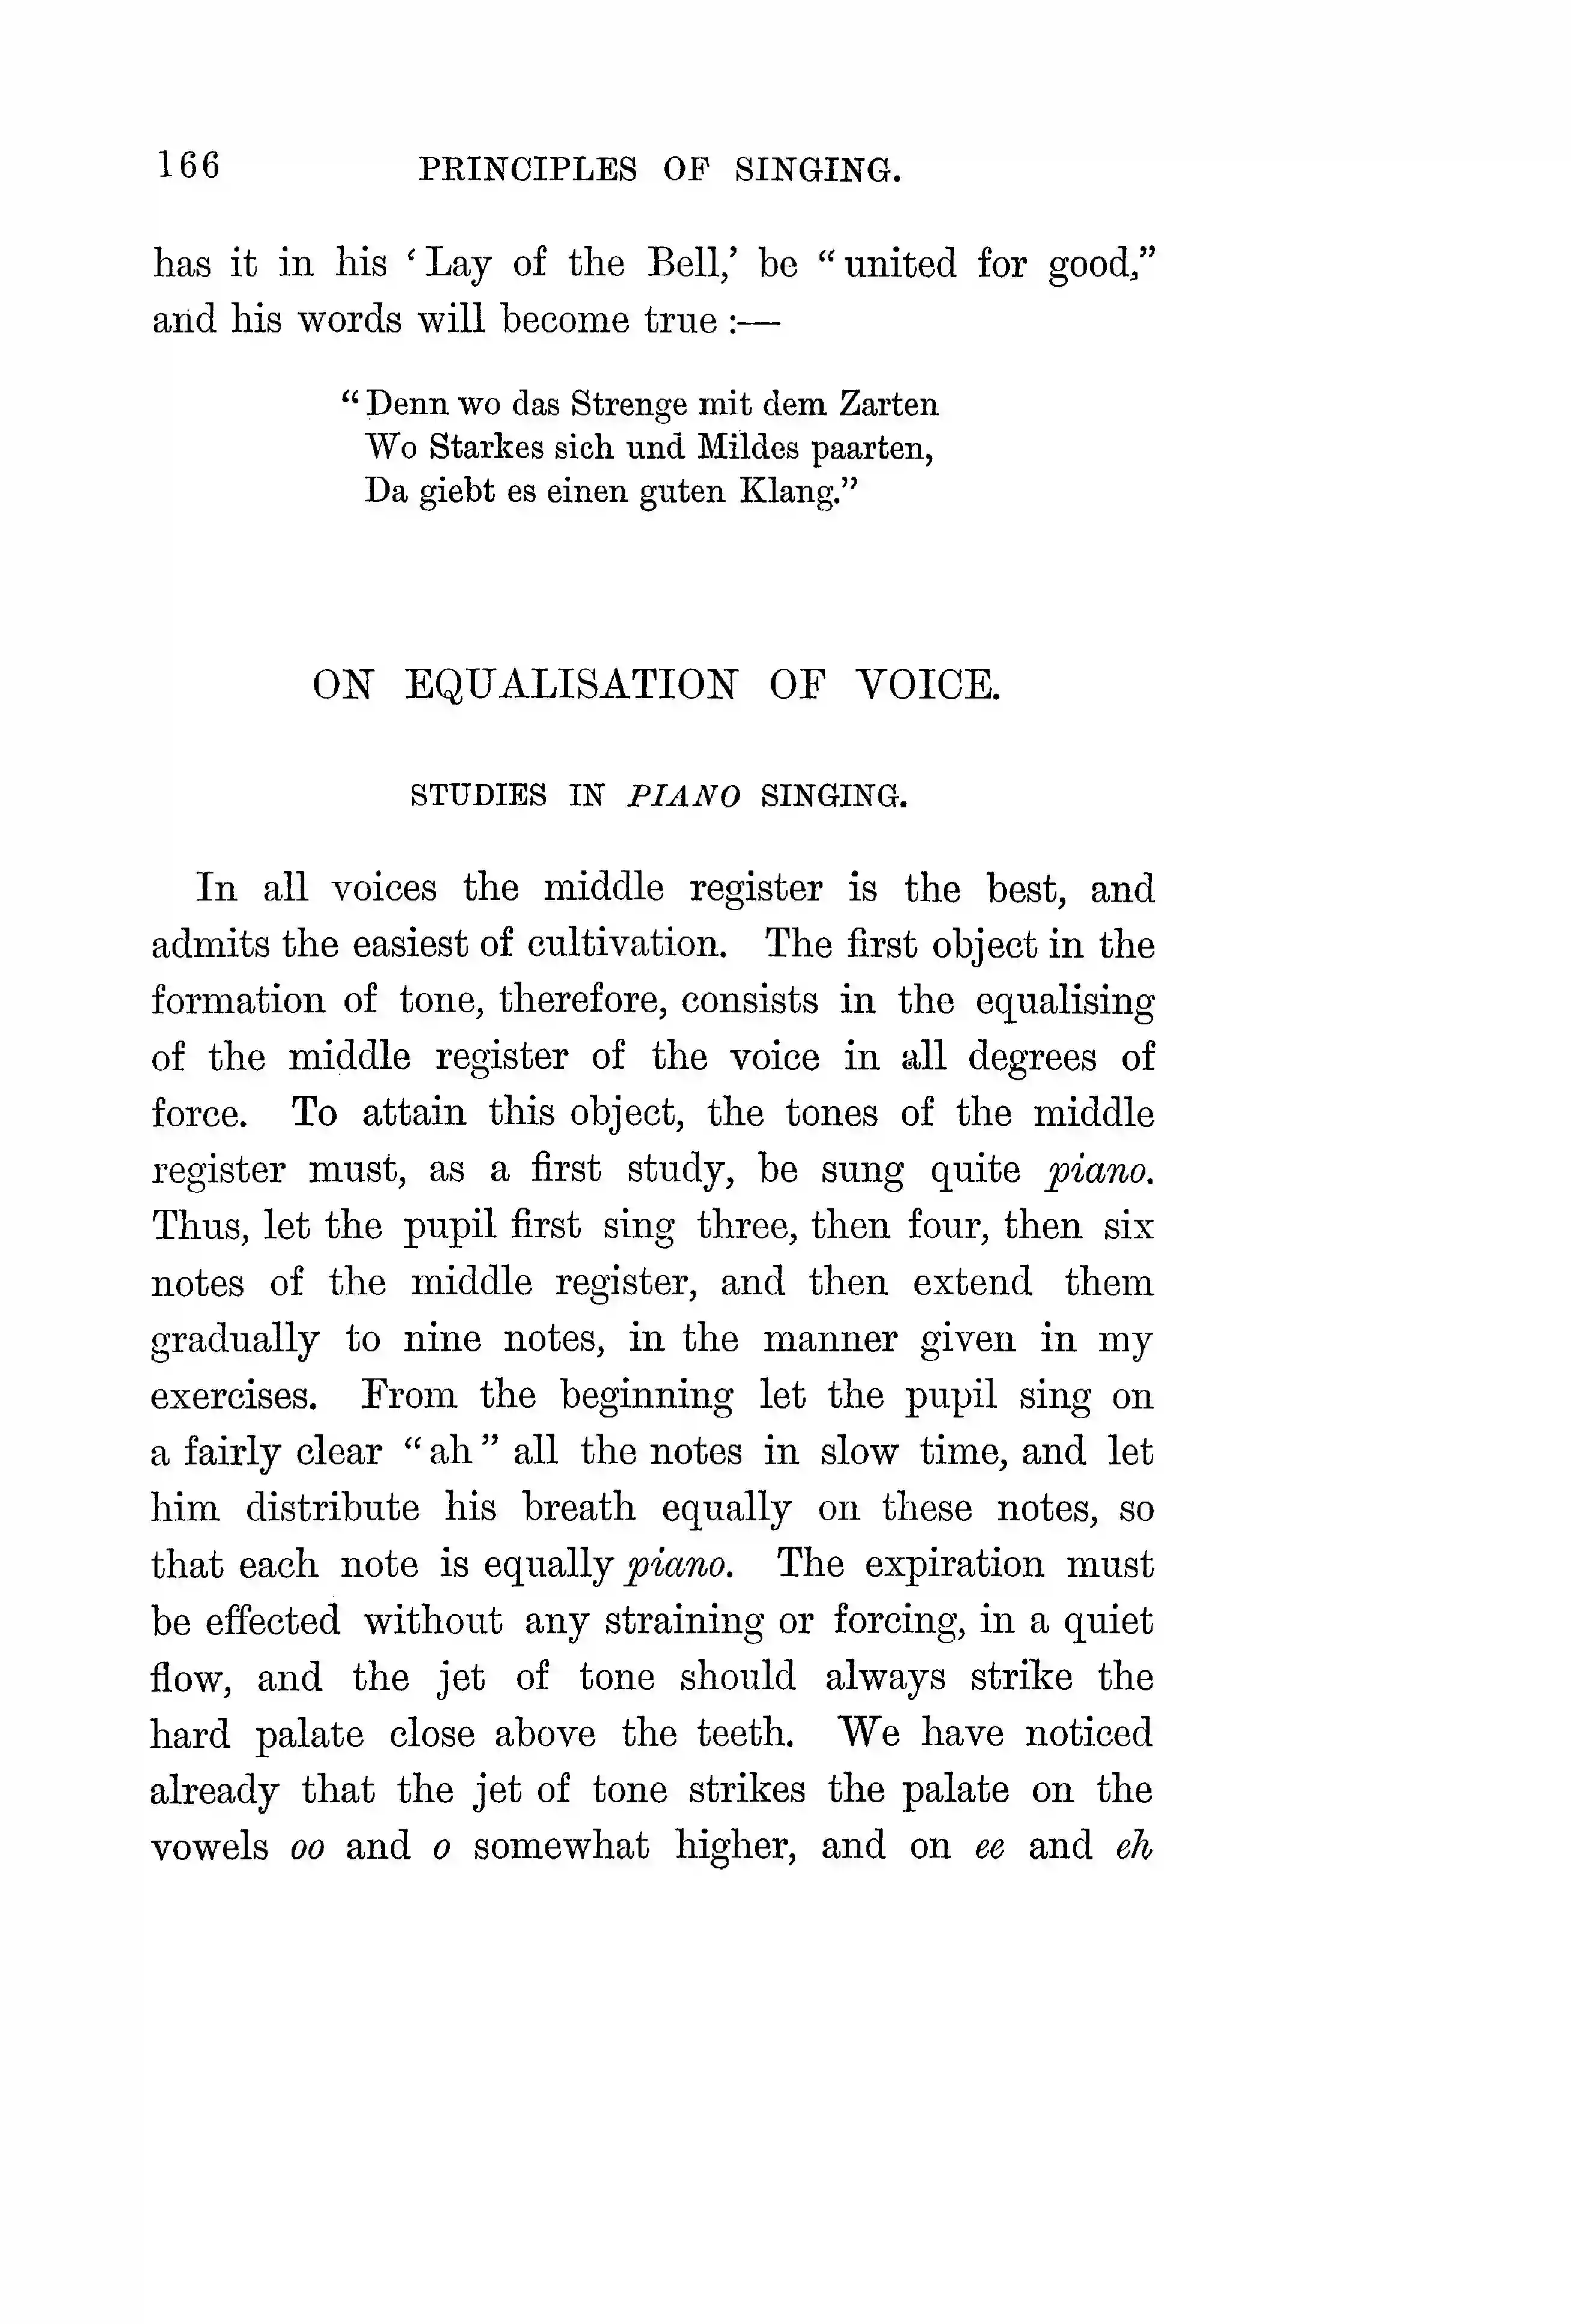 166 PRINCIPLES OF SINGING.
has it in his ‘Lay of the Bell,’ be “united for good,”
and his words will become true :—
“Denn wo das Strenge mit dem Zarten
Wo Starkes sich und Mildes paarten,
Da giebt es einen guten Klang.”
ON EQUALISATION OF VOICE.
STUDIES IN PIANO SINGING.
In all voices the middle register is the best, and
admits the easiest of cultivation. The first object in the
formation of tone, therefore, consists in the equalising
of the middle register of the voice in all degrees of
force. To attain this object, the tones of the middle
register must, as a first study, be sung quite piano.
Thus, let the pupil first sing three, then four, then six
notes of the middle register, and then extend them
gradually to nine notes, in the manner given in my
exercises. From the beginning let the pupil sing on
a fairly clear “ah” all the notes in slow time, and let
him distribute his breath equally on these notes, so
that each note is equally piano. The expiration must
be effected without any straining or forcing, in a quiet
flow, and the jet of tone should always strike the
hard palate close above the teeth. We have noticed
already that the jet of tone strikes the palate on the
vowels oo and o somewhat higher, and on ee and eh